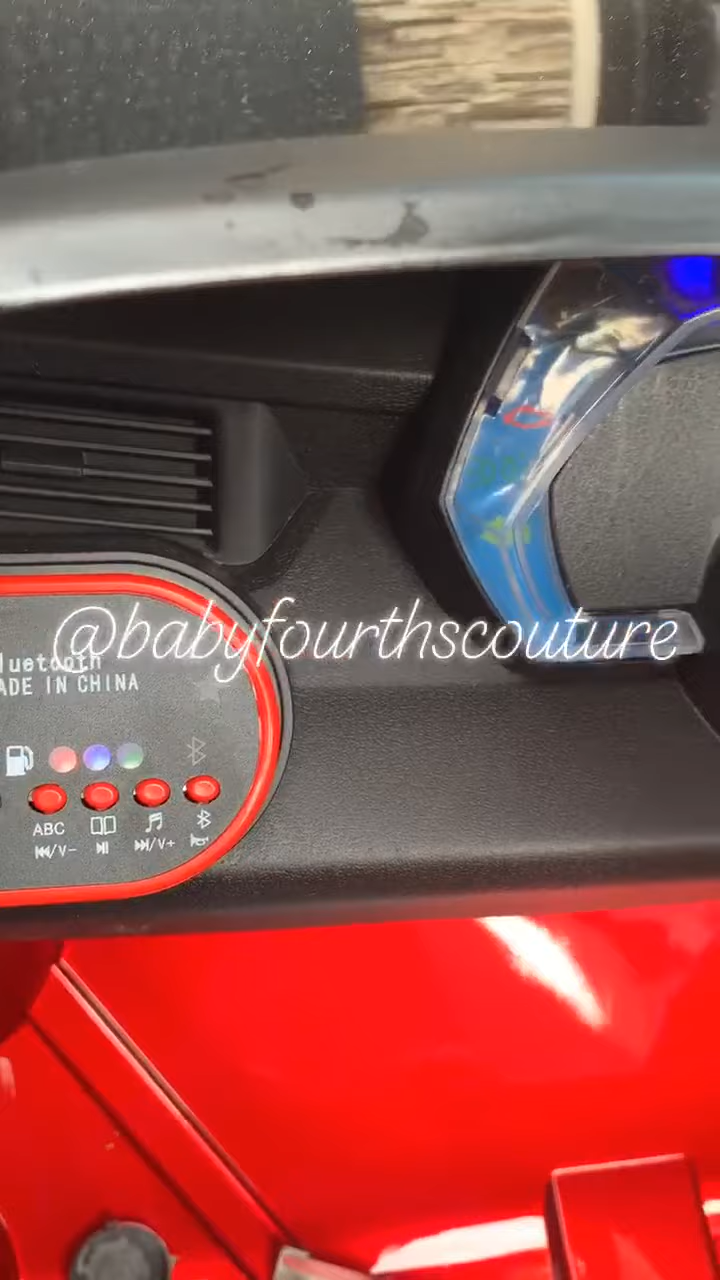 @babyfourthscouture
luetooth
ADE IN CHINA
ABC
/V-
/V+